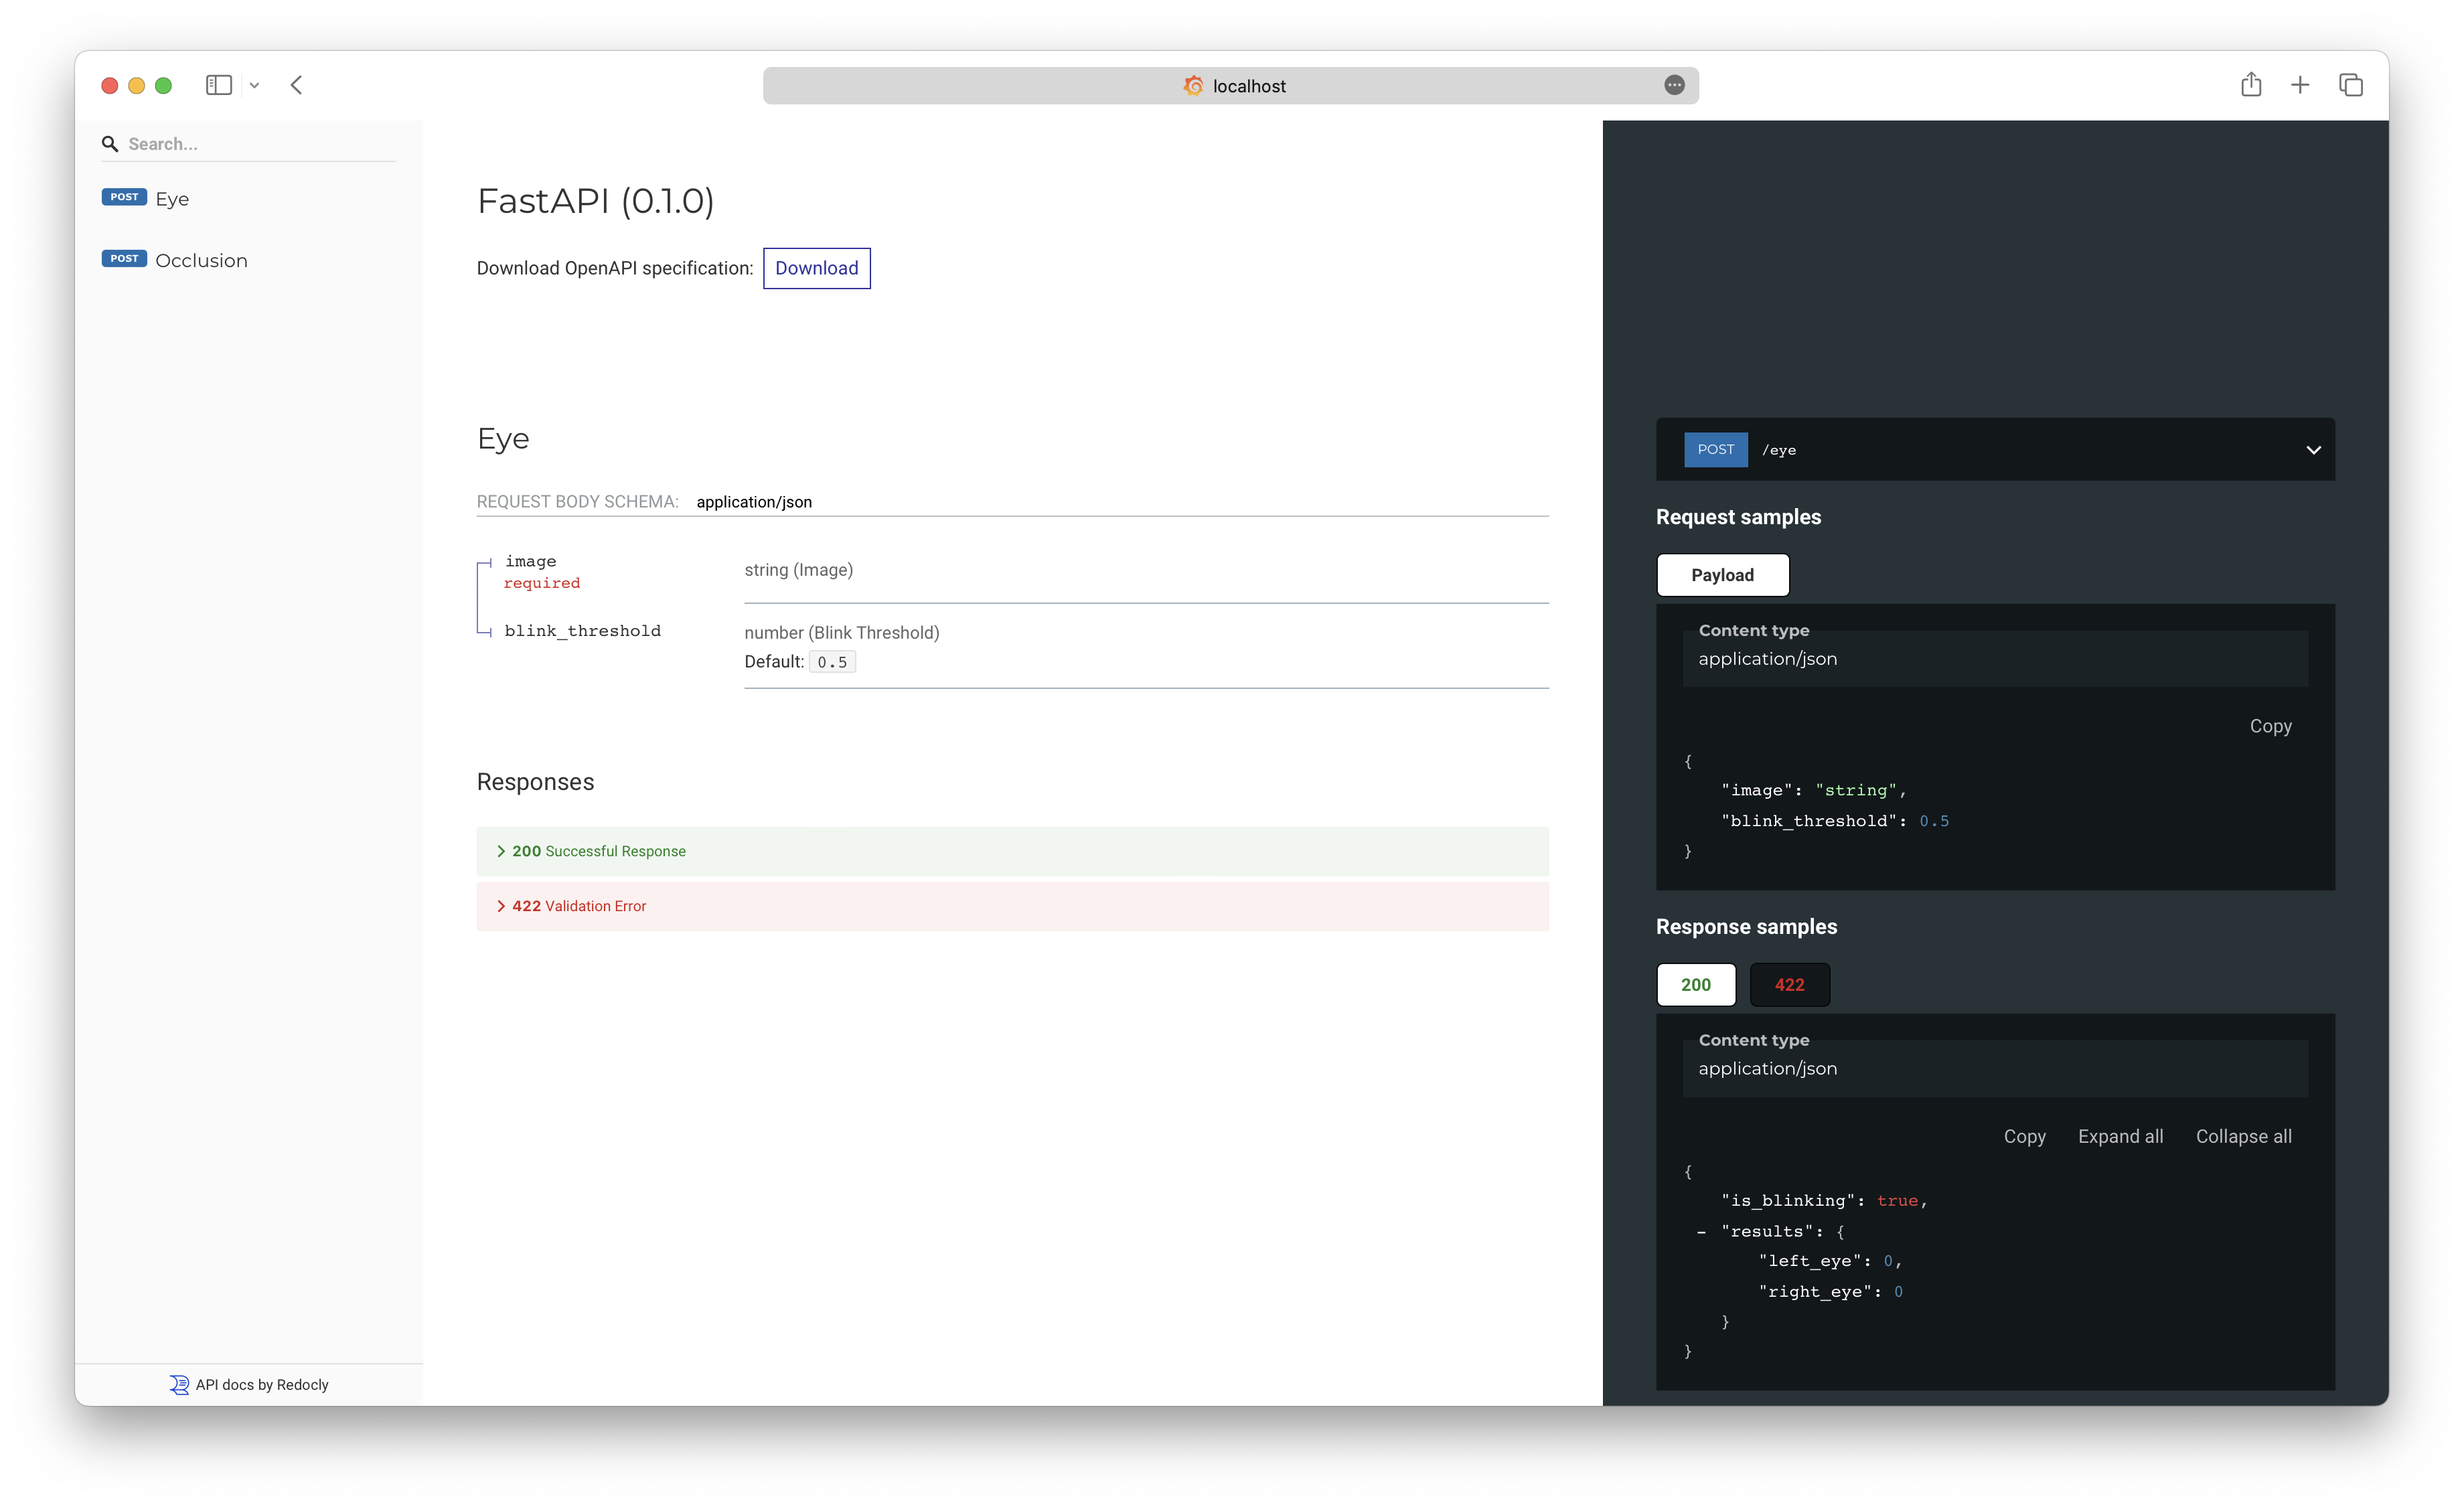 localhost
Search...
POST Eye
POST Occlusion
API docs by Redocly
FastAPI (0.1.0)
Download OpenAPI specification: Download
Eye
REQUEST BODY SCHEMA: application/json
image
required
string (Image)
blink_threshold
number (Blink Threshold)
Default: 0.5
Responses
200 Successful Response
422 Validation Error
POST /eye
Request samples
Payload
Content type
application/json
Copy
{
"image": "string",
"blink_threshold": 0.5
}
Response samples
200 422
Content type
application/json
Copy Expand all Collapse all
{
"is_blinking": true,
- "results": {
"left_eye": 0,
"right_eye": 0
}
}